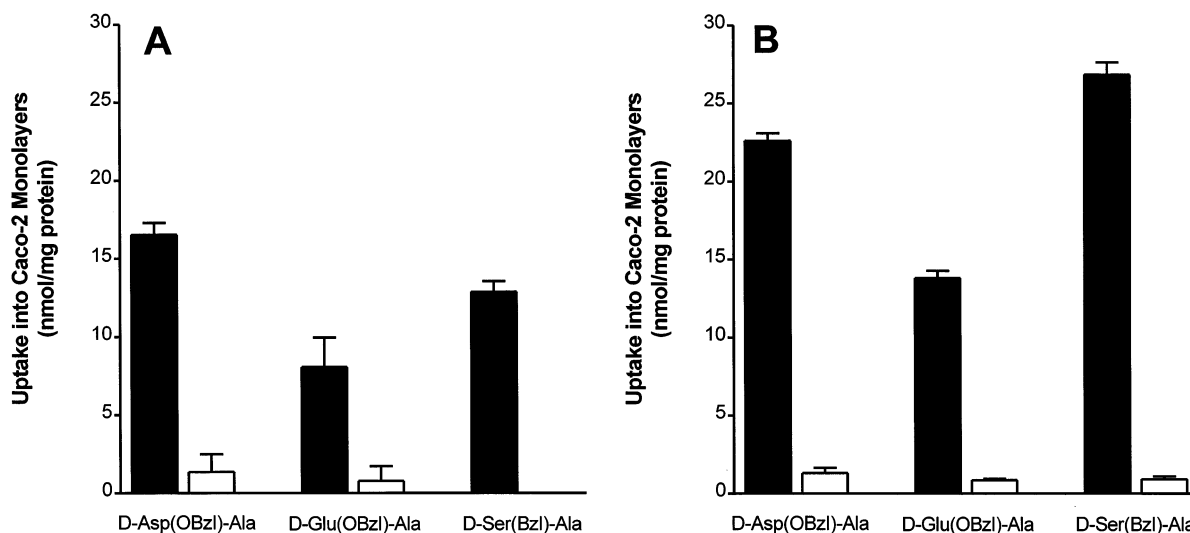 A
Uptake into Caco-2 Monolayers
(nmol/mg protein)
30
25
20
15
10
5
0
D-Asp(OBzl)-Ala D-Glu(OBzl)-Ala D-Ser(Bzl)-Ala
B
Uptake into Caco-2 Monolayers
(nmol/mg protein)
30
25
20
15
10
5
0
D-Asp(OBzl)-Ala D-Glu(OBzl)-Ala D-Ser(Bzl)-Ala